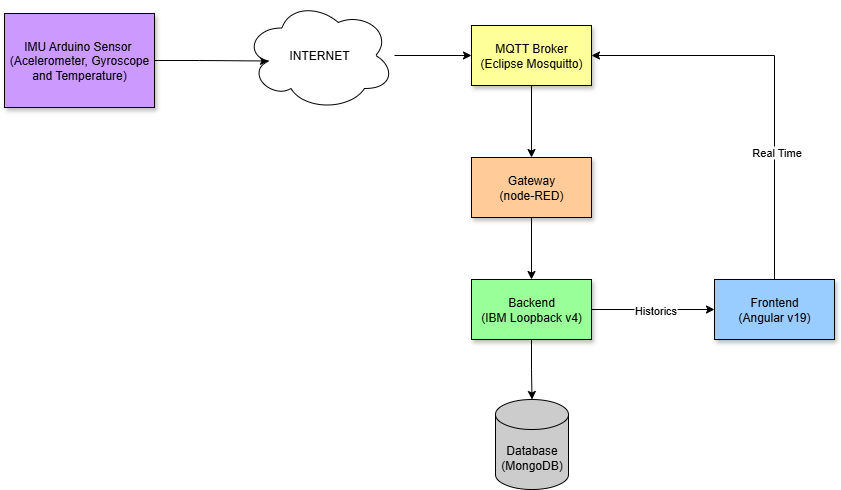 IMU Arduino Sensor
(Acelerometer, Gyroscope
and Temperature)
INTERNET
MQTT Broker
(Eclipse Mosquitto)
Real Time
Gateway
(node-RED)
Backend
(IBM Loopback v4)
Historics
Frontend
(Angular v19)
Database
(MongoDB)